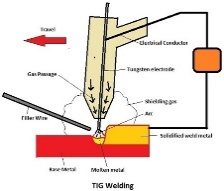 Travel
Electrical Conductor
Gas Passage
Tungsten electrode
Shielding gas
Arc
Filler Wire
Solidified weld metal
Base Metal
Molten metal
TIG Welding